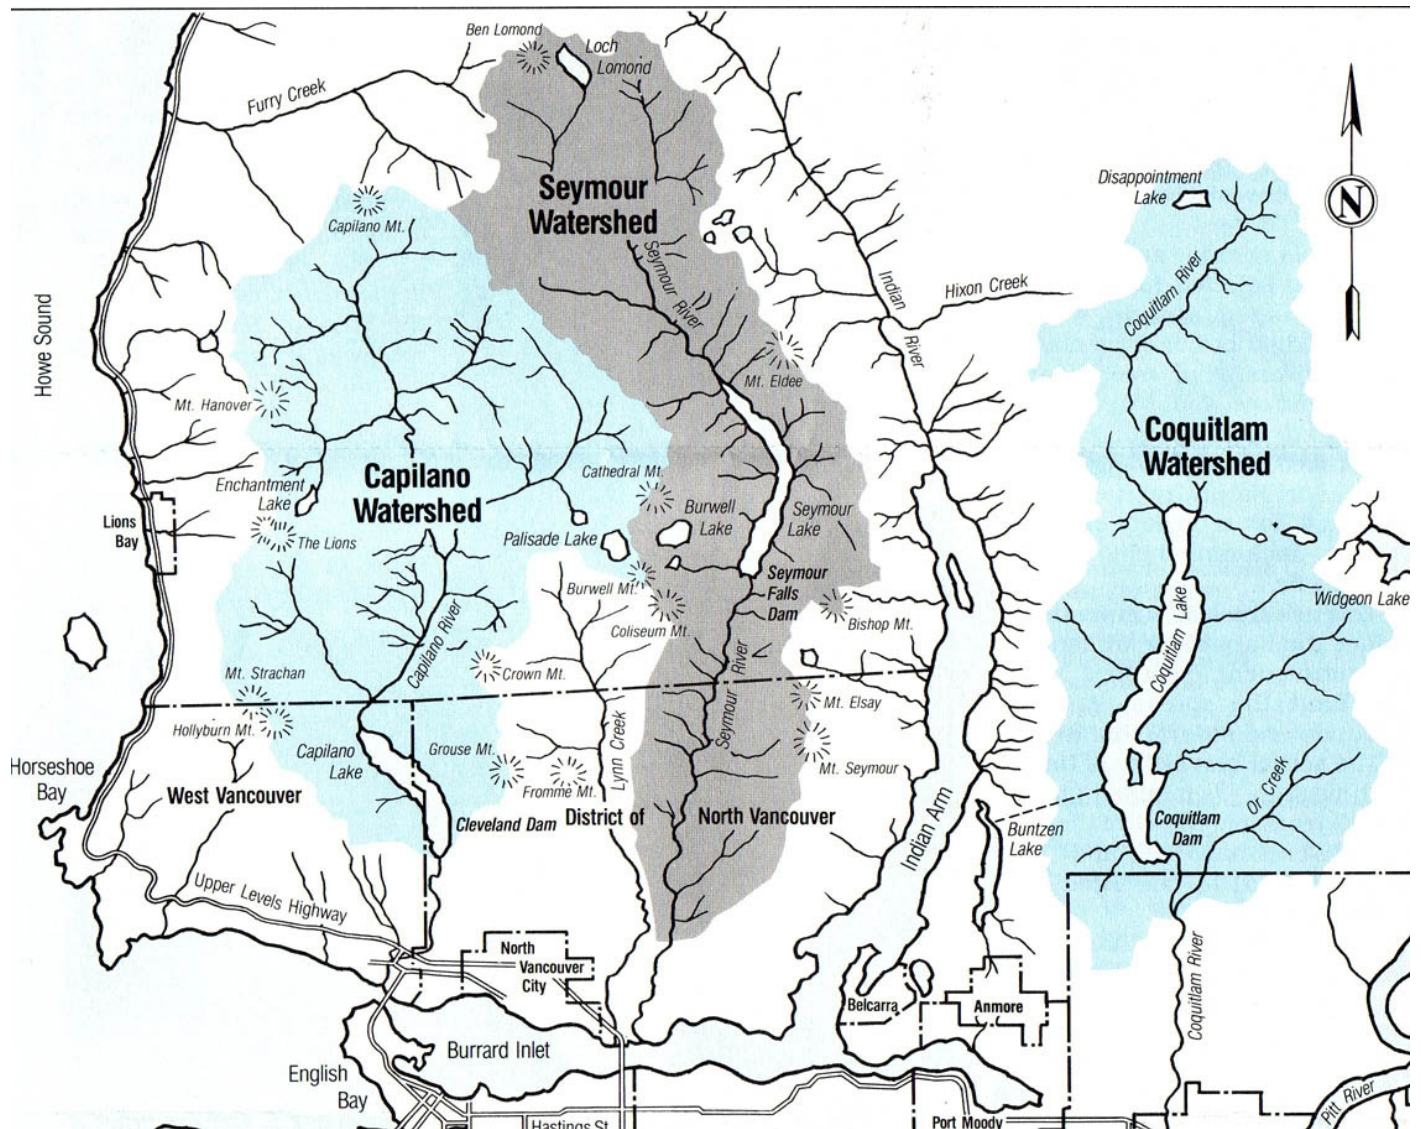 Ben Lomond
Loch
Lomond
Furry Creek
Disappointment
Lake
Seymour
Watershed
N
Capilano Mt.
Seymour River
Indian
River
Hixon Creek
Coquitlam River
Howe Sound
Mt. Eldee
Mt. Hanover
Coquitlam
Watershed
Capilano
Watershed
Cathedral Mt.
Enchantment
Lake
Burwell
Lake
Seymour
Lake
Lions
Bay
The Lions
Palisade Lake
Seymour
Falls
Dam
Burwell Mt.
Coliseum Mt.
Bishop Mt.
Widgeon Lake
Coquitlam Lake
Capilano River
Mt. Strachan
Crown Mt.
Seymour River
Mt. Elsay
Hollyburn Mt.
Capilano
Lake
Grouse Mt.
Lynn Creek
Mt. Seymour
Horseshoe
Bay
West Vancouver
Fromme Mt.
Or Creek
Cleveland Dam
District of
North Vancouver
Indian Arm
Buntzen
Lake
Coquitlam
Dam
Upper Levels Highway
North
Vancouver
City
Coquitlam River
Belcarra
Anmore
Burrard Inlet
English
Bay
Pitt River
Hastings St.
Port Moody